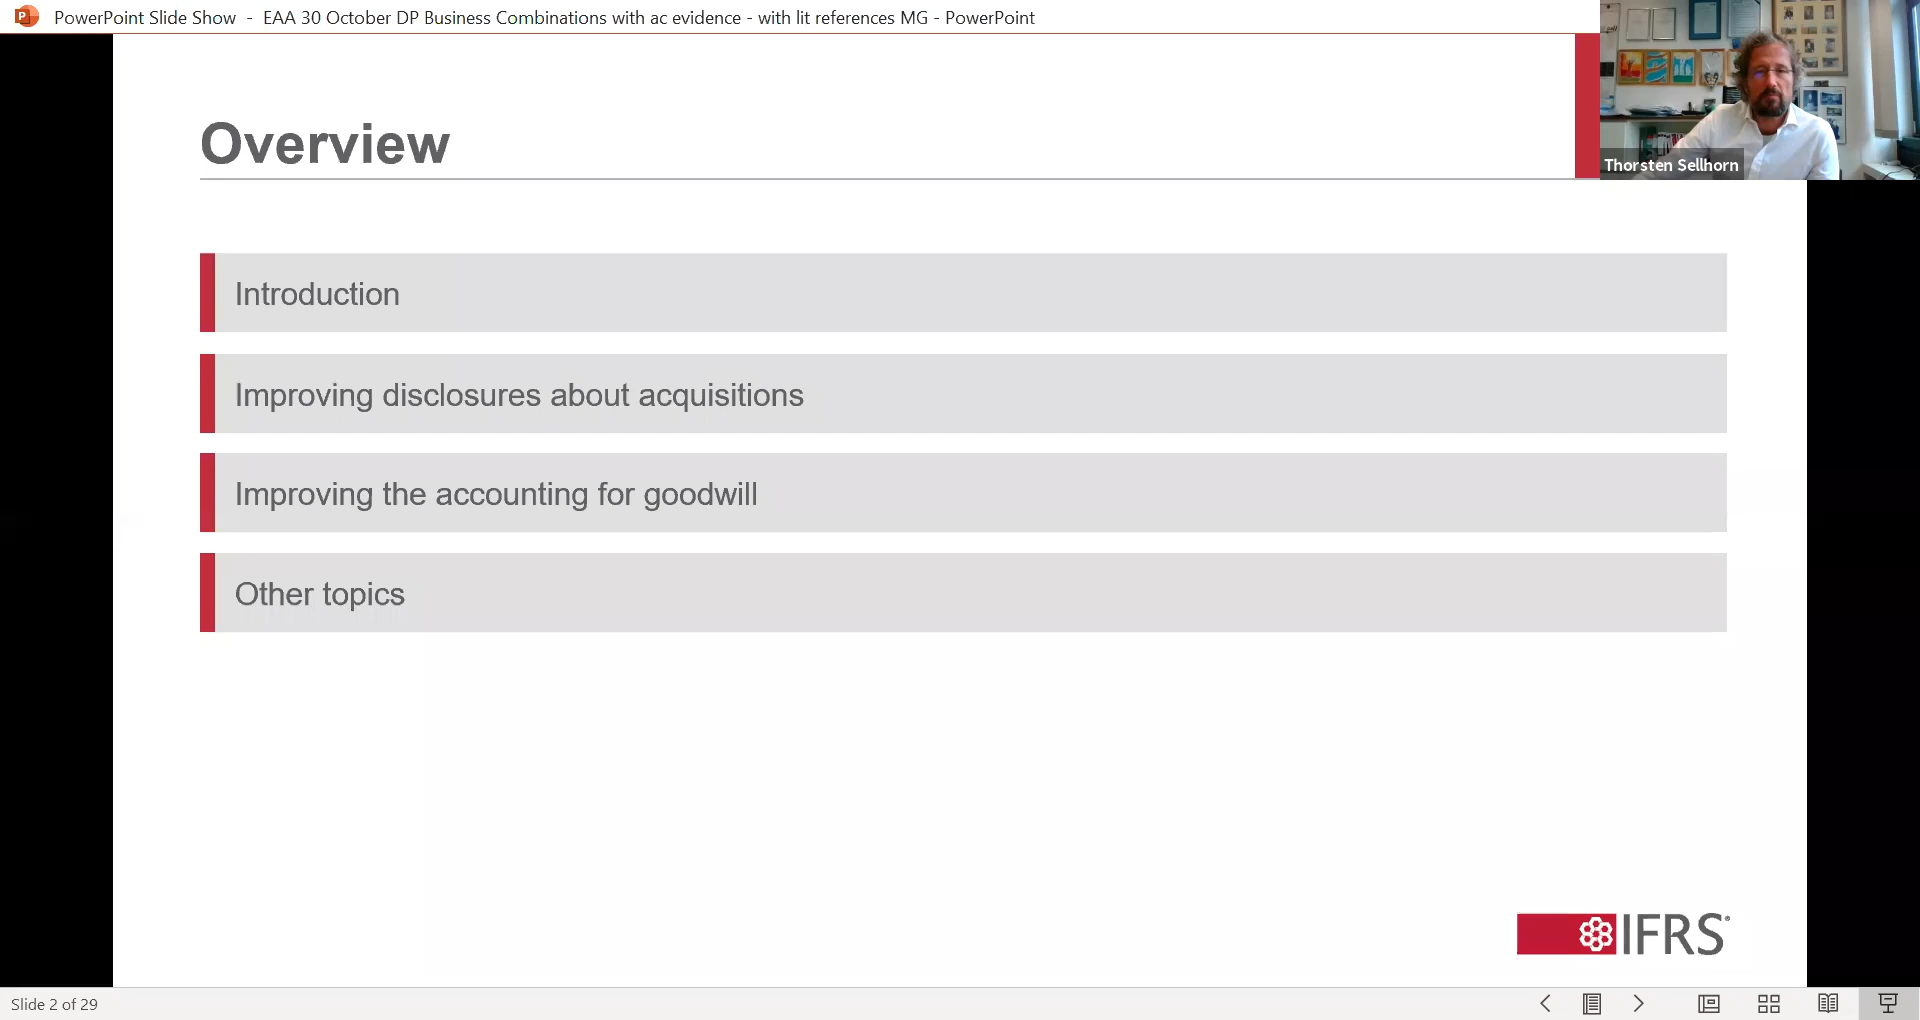 PowerPoint Slide Show - EAA 30 October DP Business Combinations with ac evidence - with lit references MG - PowerPoint
Thorsten Sellhorn
Overview
Introduction
Improving disclosures about acquisitions
Improving the accounting for goodwill
Other topics
IFRS®
Slide 2 of 29